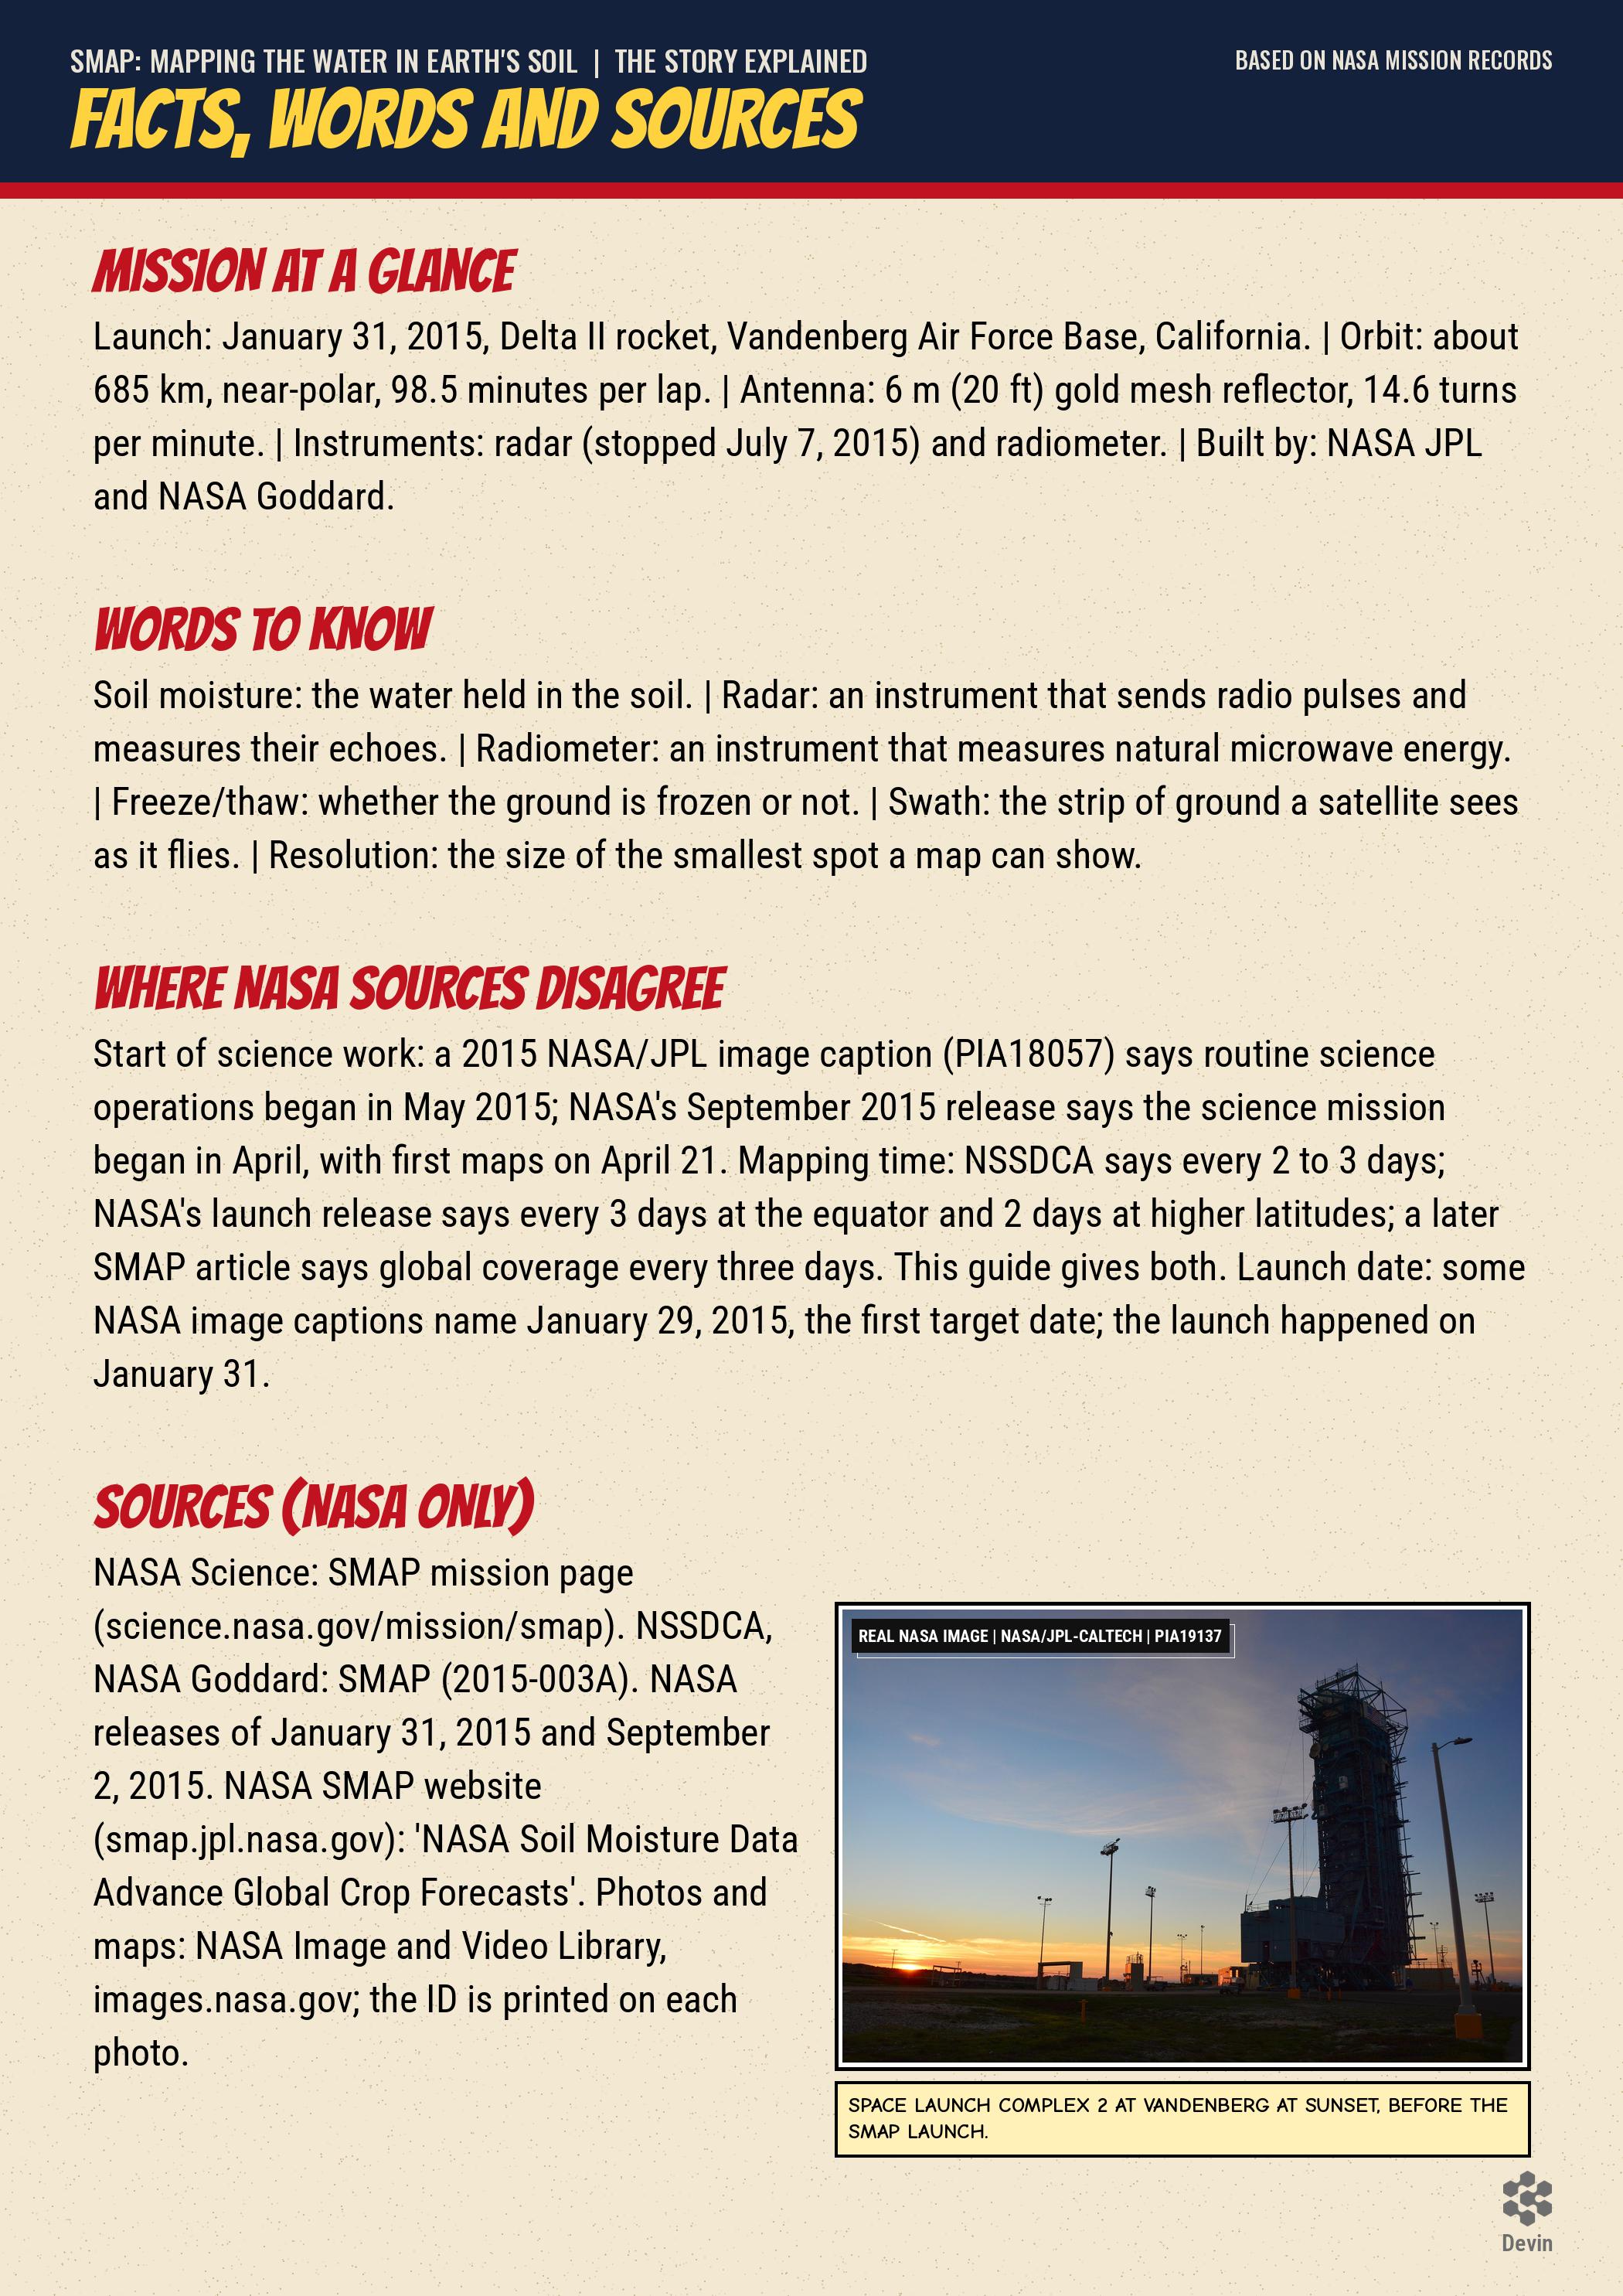 SMAP: MAPPING THE WATER IN EARTH'S SOIL | THE STORY EXPLAINED
BASED ON NASA MISSION RECORDS
FACTS, WORDS AND SOURCES
MISSION AT A GLANCE
Launch: January 31, 2015, Delta II rocket, Vandenberg Air Force Base, California. | Orbit: about
685 km, near-polar, 98.5 minutes per lap. | Antenna: 6 m (20 ft) gold mesh reflector, 14.6 turns
per minute. | Instruments: radar (stopped July 7, 2015) and radiometer. | Built by: NASA JPL
and NASA Goddard.
WORDS TO KNOW
Soil moisture: the water held in the soil. | Radar: an instrument that sends radio pulses and
measures their echoes. | Radiometer: an instrument that measures natural microwave energy.
| Freeze/thaw: whether the ground is frozen or not. | Swath: the strip of ground a satellite sees
as it flies. | Resolution: the size of the smallest spot a map can show.
WHERE NASA SOURCES DISAGREE
Start of science work: a 2015 NASA/JPL image caption (PIA18057) says routine science
operations began in May 2015; NASA's September 2015 release says the science mission
began in April, with first maps on April 21. Mapping time: NSSDCA says every 2 to 3 days;
NASA's launch release says every 3 days at the equator and 2 days at higher latitudes; a later
SMAP article says global coverage every three days. This guide gives both. Launch date: some
NASA image captions name January 29, 2015, the first target date; the launch happened on
January 31.
SOURCES (NASA ONLY)
NASA Science: SMAP mission page
(science.nasa.gov/mission/smap). NSSDCA,
NASA Goddard: SMAP (2015-003A). NASA
releases of January 31, 2015 and September
2, 2015. NASA SMAP website
(smap.jpl.nasa.gov): 'NASA Soil Moisture Data
Advance Global Crop Forecasts'. Photos and
maps: NASA Image and Video Library,
images.nasa.gov; the ID is printed on each
photo.
REAL NASA IMAGE | NASA/JPL-CALTECH | PIA19137
SPACE LAUNCH COMPLEX 2 AT VANDENBERG AT SUNSET, BEFORE THE
SMAP LAUNCH.
Devin